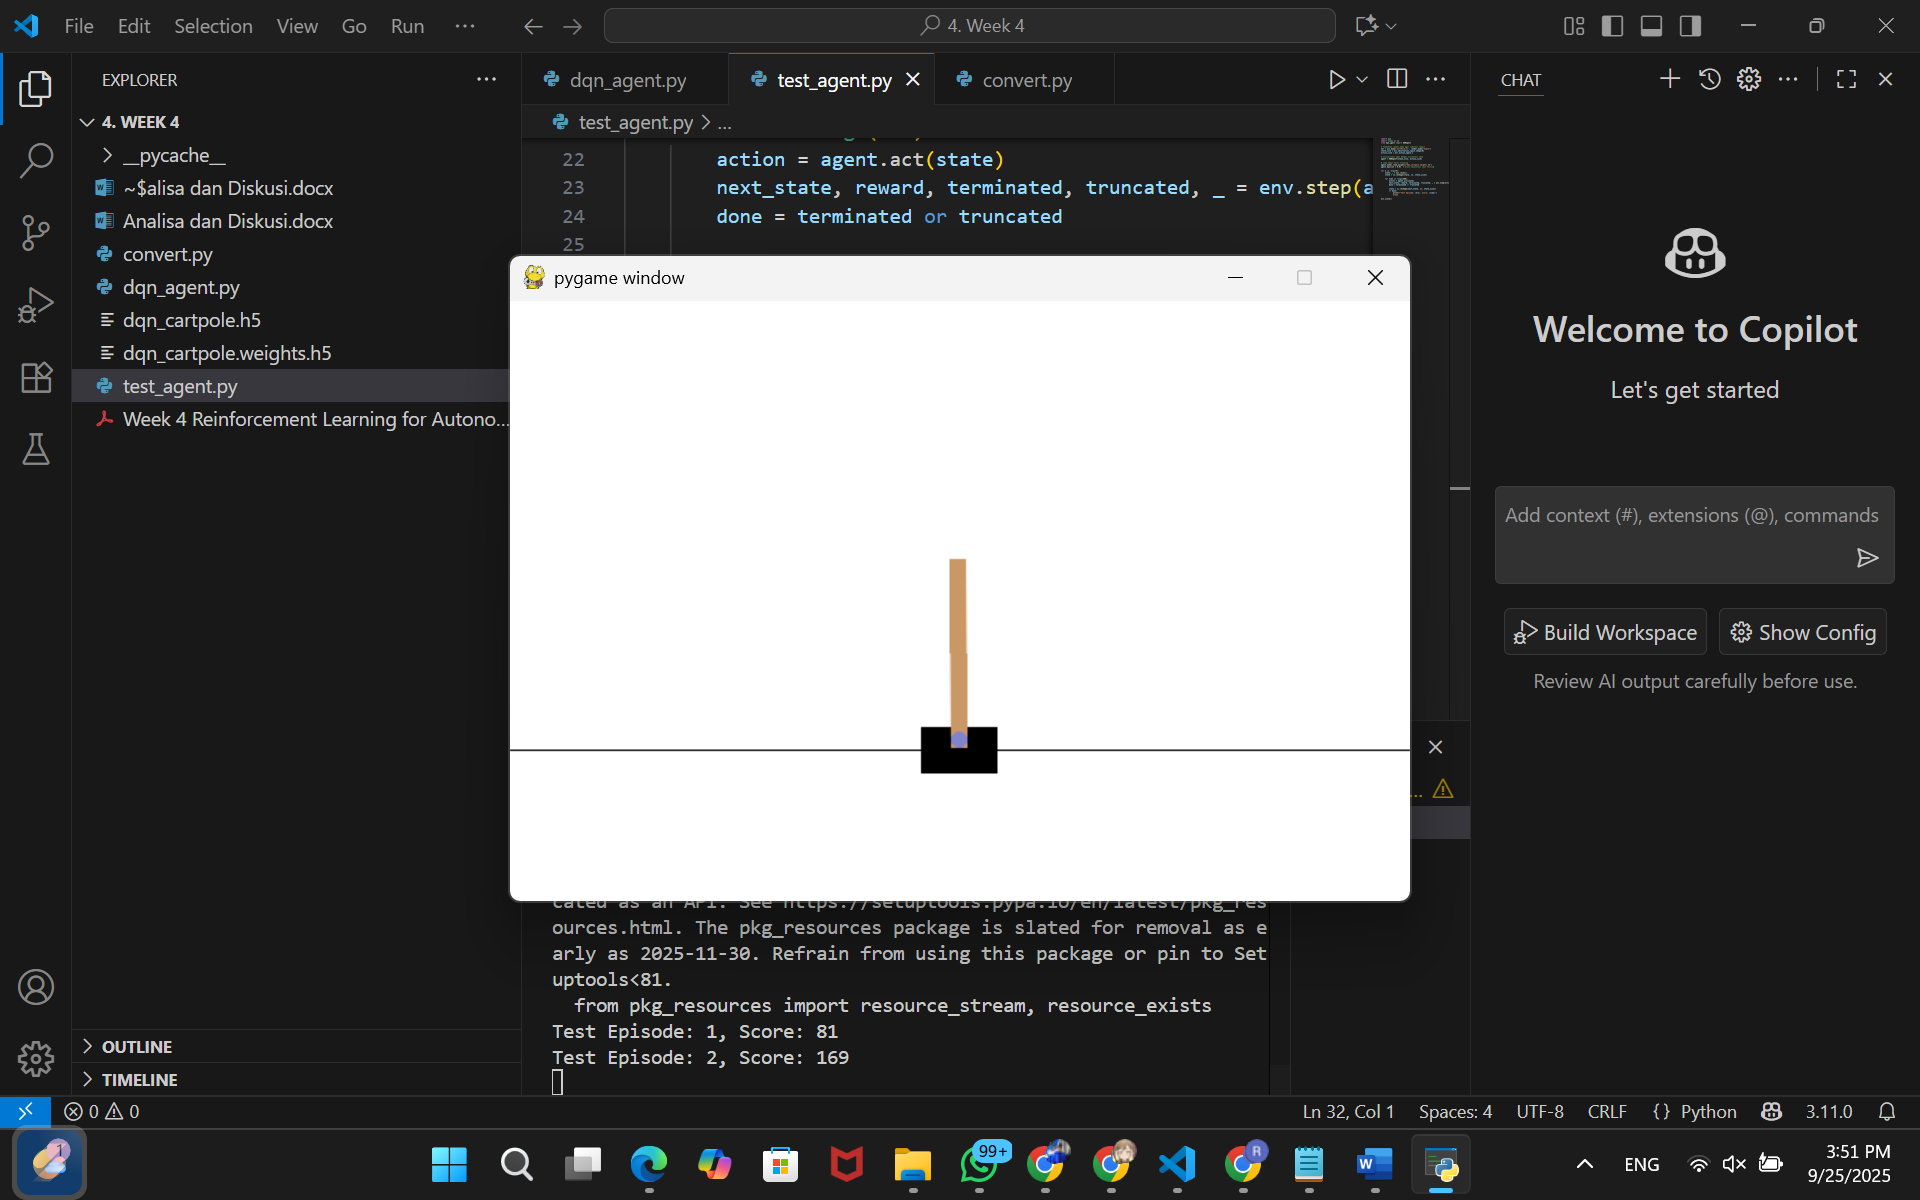 File Edit Selection View Go Run ···
4. Week 4
EXPLORER
4. WEEK 4
__pycache__
~$alisa dan Diskusi.docx
Analisa dan Diskusi.docx
convert.py
dqn_agent.py
dqn_cartpole.h5
dqn_cartpole.weights.h5
test_agent.py
Week 4 Reinforcement Learning for Autono...
OUTLINE
TIMELINE
dqn_agent.py test_agent.py convert.py
test_agent.py > ...
22 action = agent.act(state)
23 next_state, reward, terminated, truncated, _ = env.step(a
24 done = terminated or truncated
25
pygame window
cated as an API. See https://setuptools.pypa.io/en/latest/pkg_res
ources.html. The pkg_resources package is slated for removal as e
arly as 2025-11-30. Refrain from using this package or pin to Set
uptools<81.
from pkg_resources import resource_stream, resource_exists
Test Episode: 1, Score: 81
Test Episode: 2, Score: 169
CHAT
Welcome to Copilot
Let's get started
Add context (#), extensions (@), commands
Build Workspace Show Config
Review AI output carefully before use.
0 0 Ln 32, Col 1 Spaces: 4 UTF-8 CRLF {} Python 3.11.0
1
99+
R
W
ENG
3:51 PM
9/25/2025